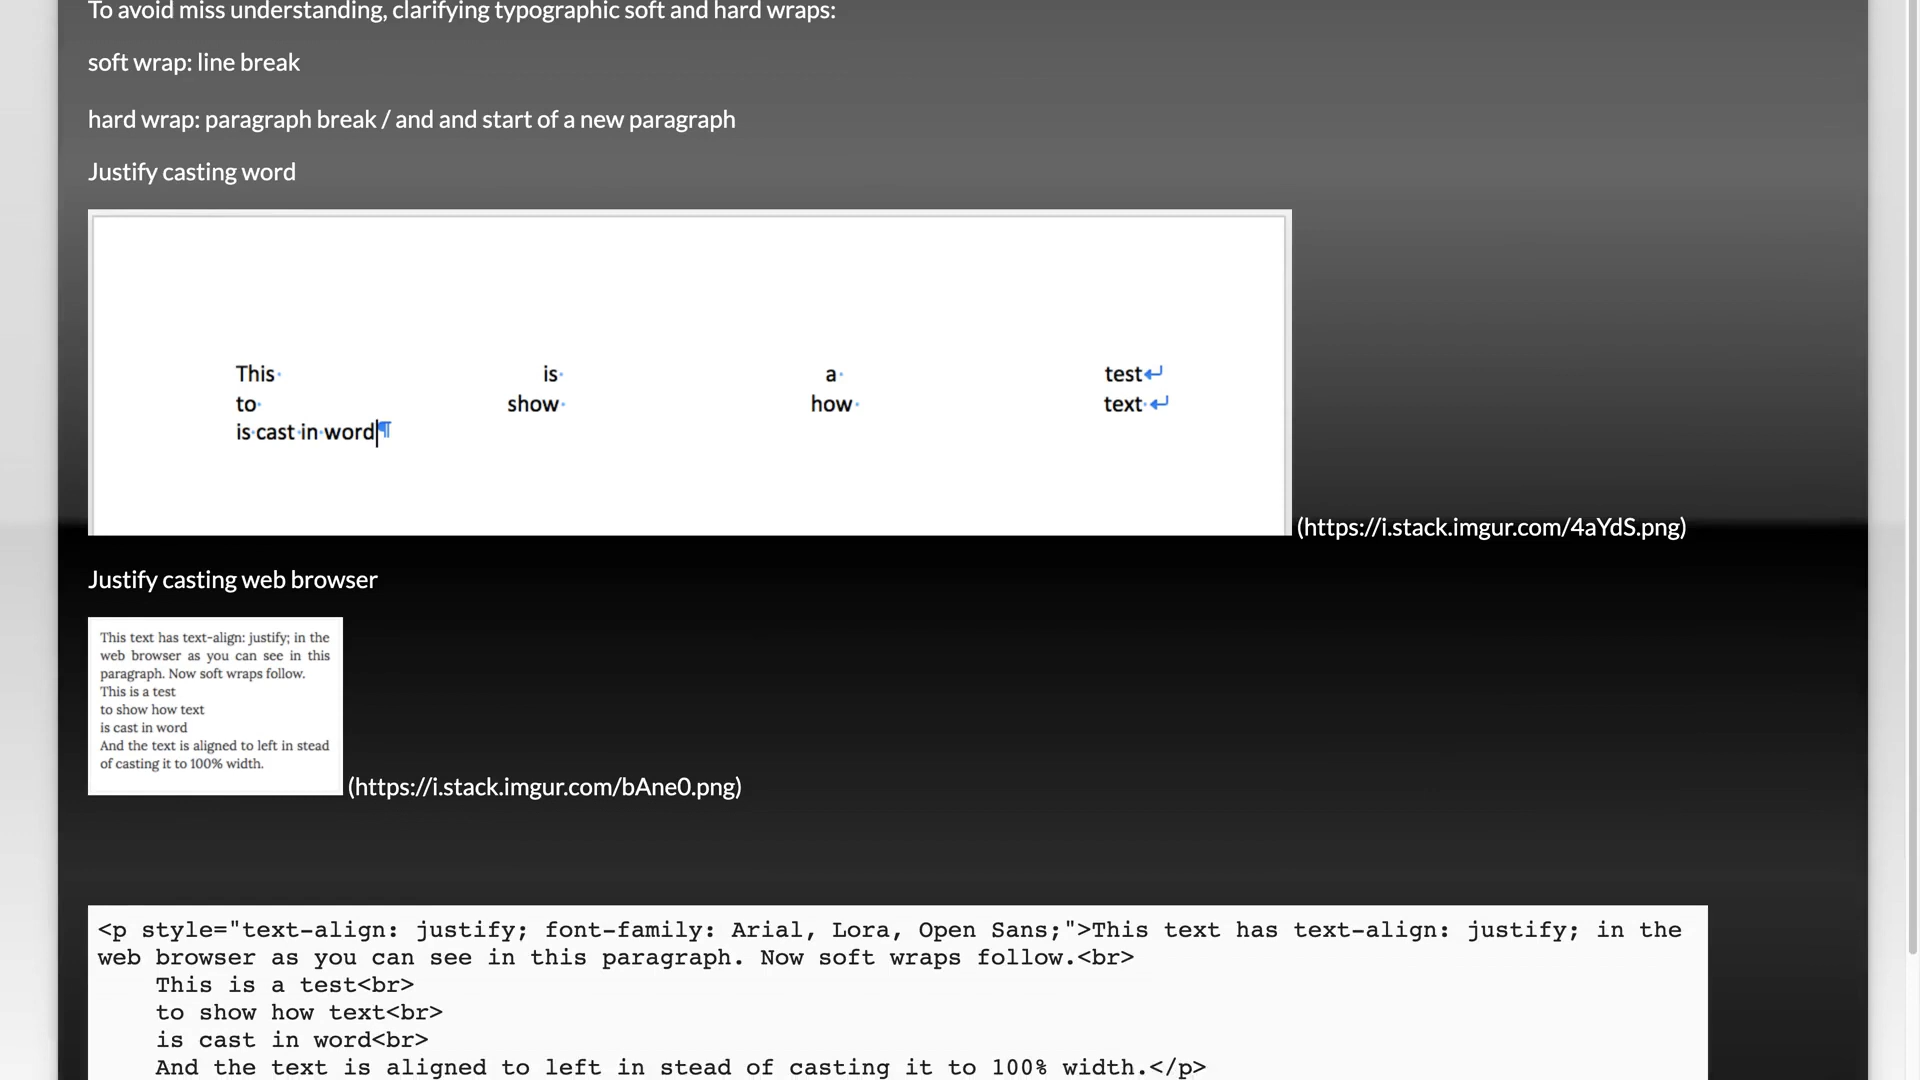 To avoid miss understanding, clarifying typographic soft and hard wraps:
soft wrap: line break
hard wrap: paragraph break / and and start of a new paragraph
Justify casting word
This· is· a· test↵
to· show· how· text·↵
is·cast·in·word¶
(https://i.stack.imgur.com/4aYdS.png)
Justify casting web browser
This text has text-align: justify; in the
web browser as you can see in this
paragraph. Now soft wraps follow.
This is a test
to show how text
is cast in word
And the text is aligned to left in stead
of casting it to 100% width.
(https://i.stack.imgur.com/bAne0.png)
<p style="text-align: justify; font-family: Arial, Lora, Open Sans;">This text has text-align: justify; in the
web browser as you can see in this paragraph. Now soft wraps follow.<br>
This is a test<br>
to show how text<br>
is cast in word<br>
And the text is aligned to left in stead of casting it to 100% width.</p>